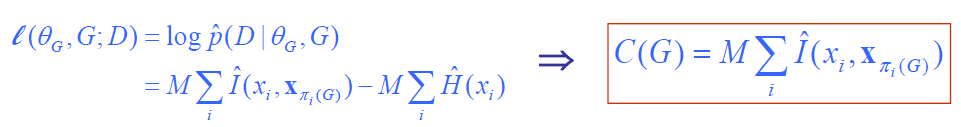 ℓ(θ_G, G; D) = log p̂(D | θ_G, G)
= M ∑_i Î(x_i, 𝐱_{π_i(G)}) − M ∑_i Ĥ(x_i)
⇒
C(G) = M ∑_i Î(x_i, 𝐱_{π_i(G)})